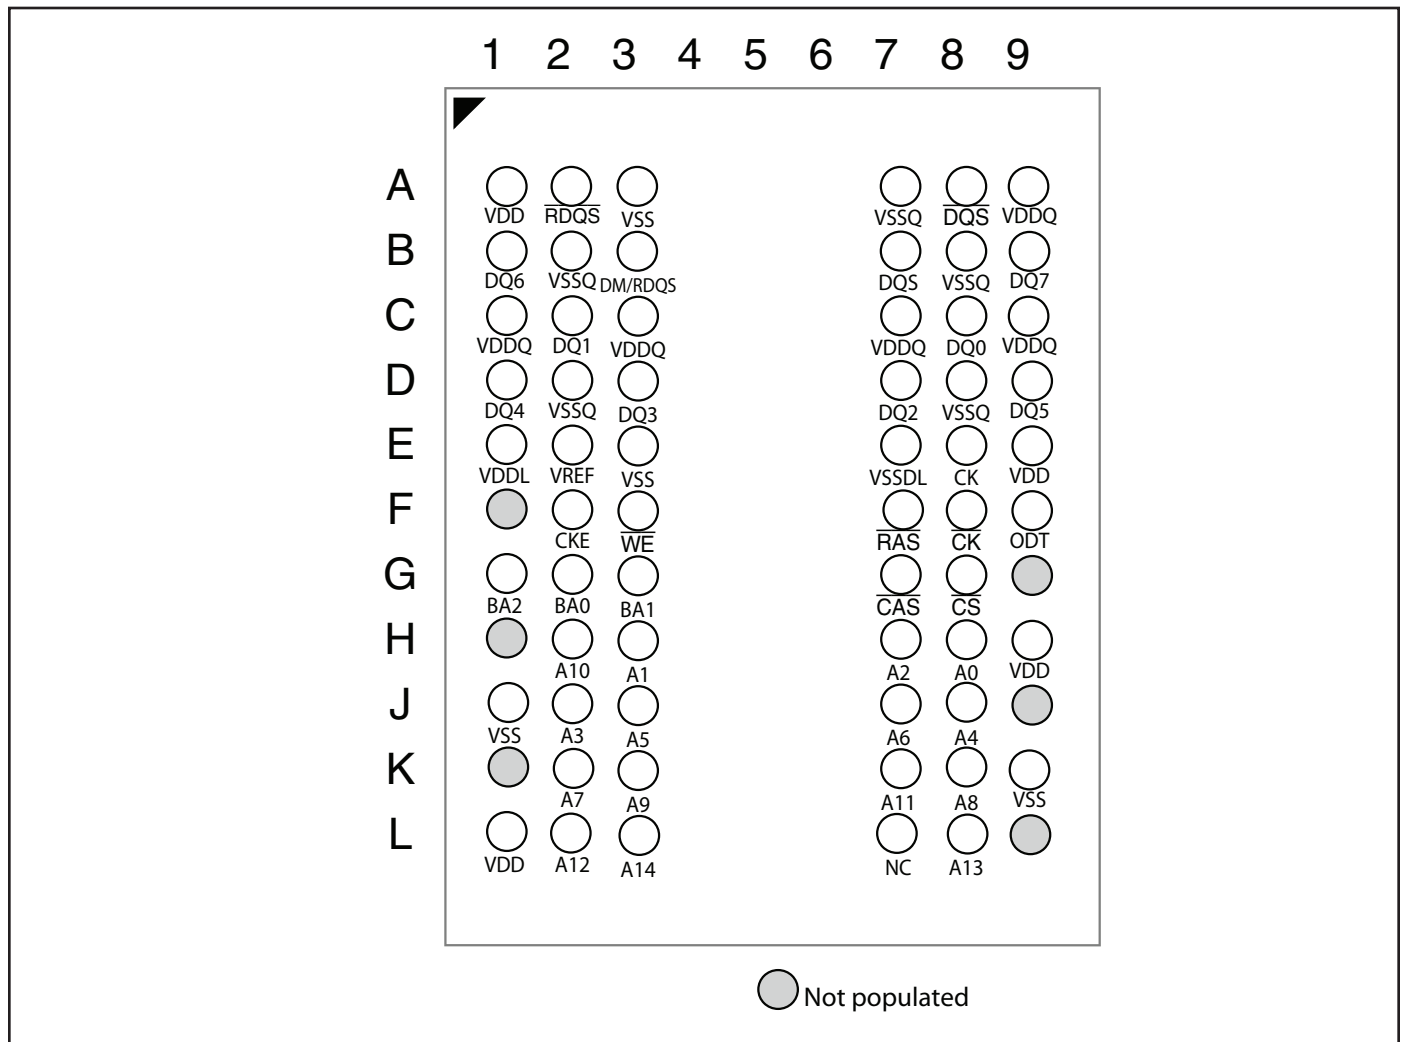 1 2 3 4 5 6 7 8 9
A
VDD RDQS VSS VSSQ DQS VDDQ
B
DQ6 VSSQ DM/RDQS DQS VSSQ DQ7
C
VDDQ DQ1 VDDQ VDDQ DQ0 VDDQ
D
DQ4 VSSQ DQ3 DQ2 VSSQ DQ5
E
VDDL VREF VSS VSSDL CK VDD
F
CKE WE RAS CK ODT
G
BA2 BA0 BA1 CAS CS
H
A10 A1 A2 A0 VDD
J
VSS A3 A5 A6 A4
K
A7 A9 A11 A8 VSS
L
VDD A12 A14 NC A13
Not populated